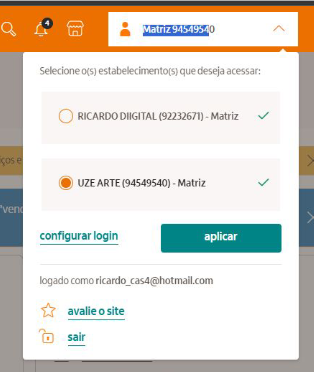 4
Matriz 94549540
Selecione o(s) estabelecimento(s) que deseja acessar:
RICARDO DIIGITAL (92232671) - Matriz
iços e
UZE ARTE (94549540) - Matriz
"vend
configurar login
aplicar
logado como ricardo_cas4@hotmail.com
avalie o site
sair